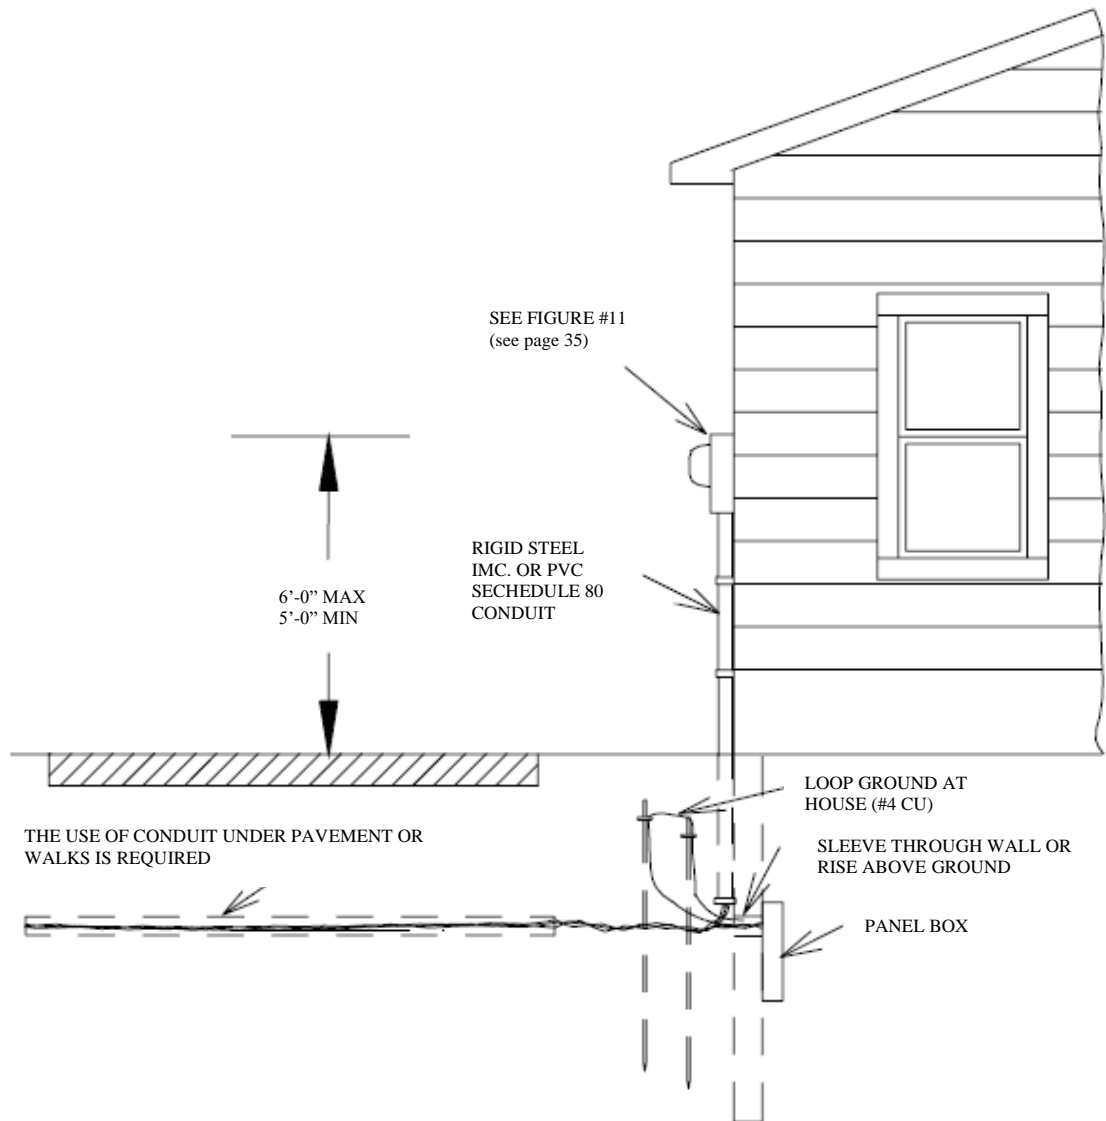 SEE FIGURE #11
(see page 35)
RIGID STEEL
IMC. OR PVC
SECHEDULE 80
CONDUIT
6’-0” MAX
5’-0” MIN
LOOP GROUND AT
HOUSE (#4 CU)
THE USE OF CONDUIT UNDER PAVEMENT OR
WALKS IS REQUIRED
SLEEVE THROUGH WALL OR
RISE ABOVE GROUND
PANEL BOX